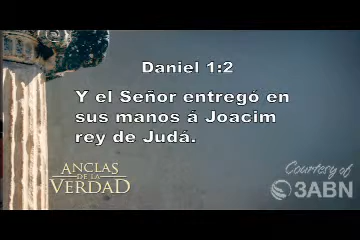 Daniel 1:2
Y el Señor entregó en
sus manos á Joacim
rey de Judá.
ANCLAS
DE LA
VERDAD
Courtesy of
3ABN